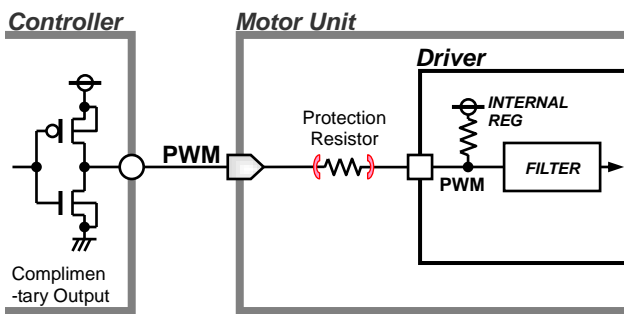 Controller
Motor Unit
Driver
INTERNAL
REG
Protection
Resistor
PWM
PWM
FILTER
Complimen
-tary Output